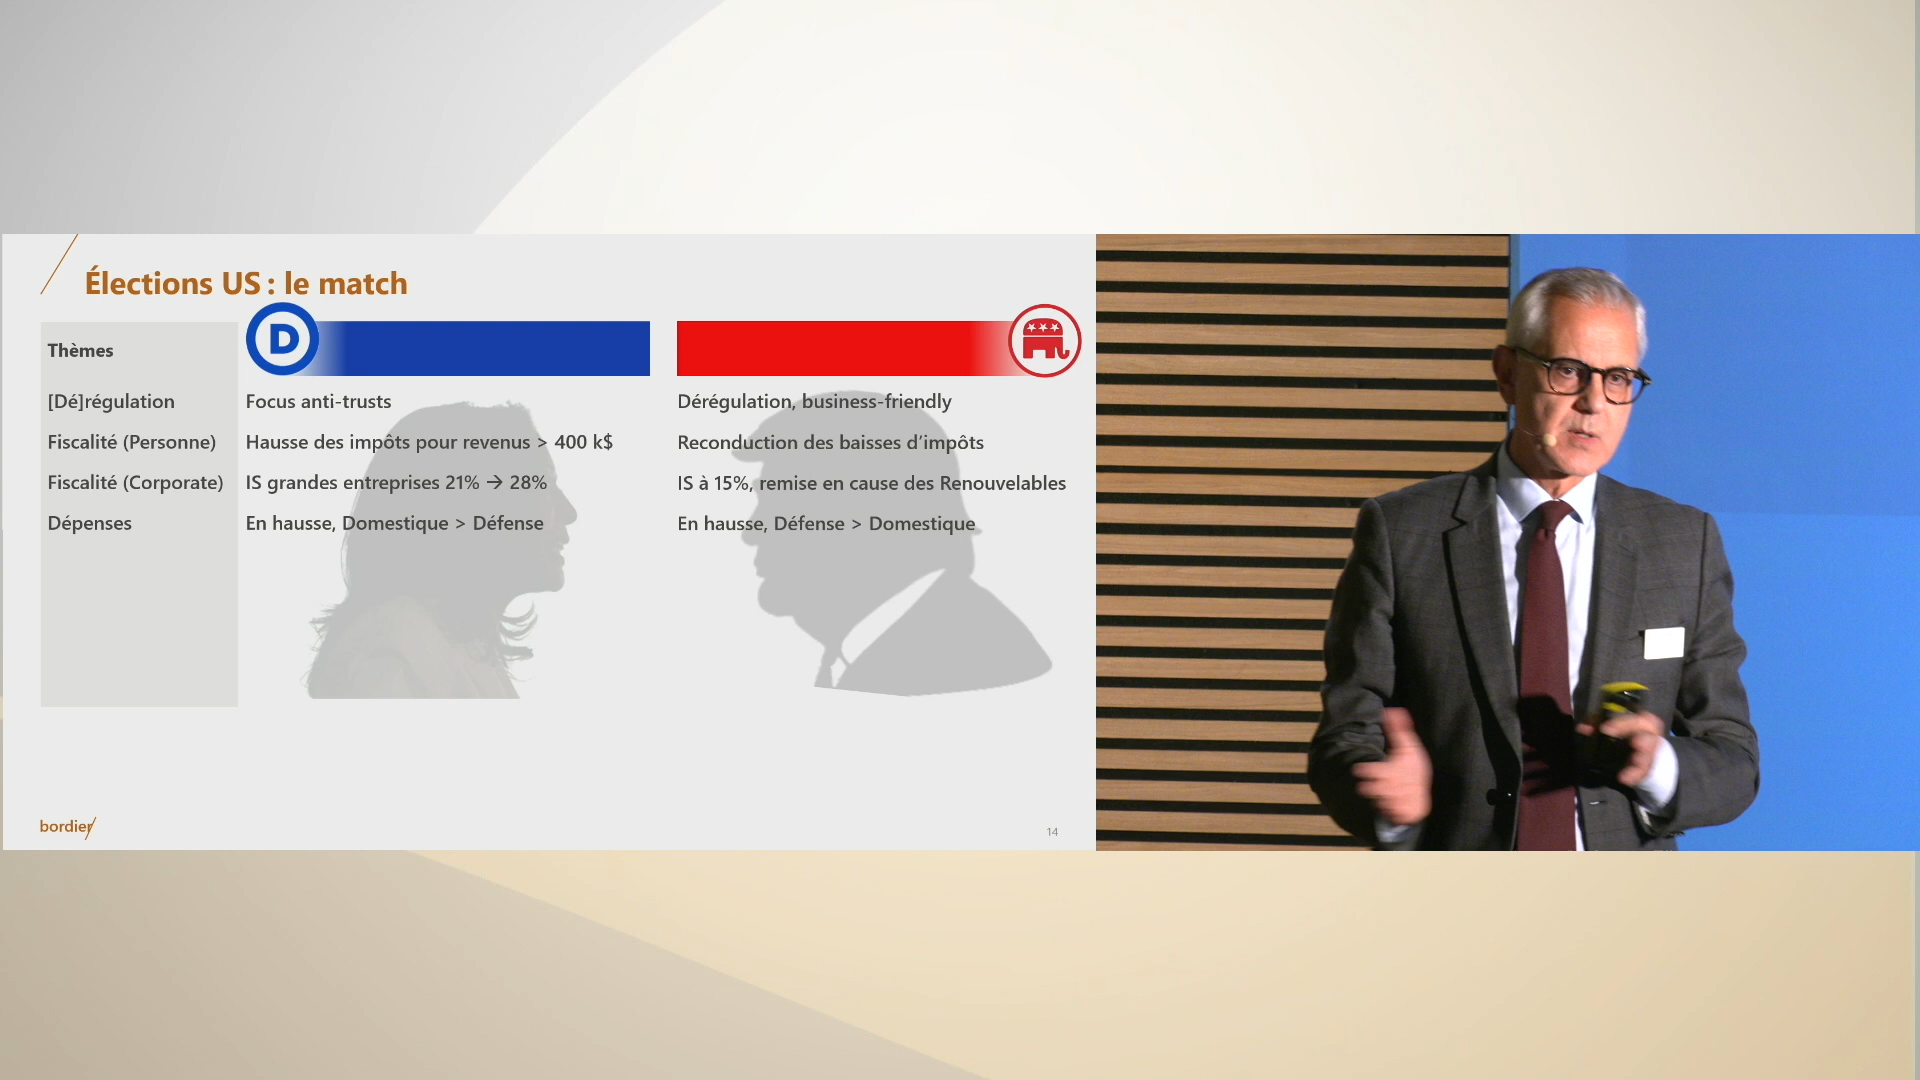 Élections US : le match
D
Thèmes
[Dé]régulation Focus anti-trusts Dérégulation, business-friendly
Fiscalité (Personne) Hausse des impôts pour revenus > 400 k$ Reconduction des baisses d’impôts
Fiscalité (Corporate) IS grandes entreprises 21% → 28% IS à 15%, remise en cause des Renouvelables
Dépenses En hausse, Domestique > Défense En hausse, Défense > Domestique
bordier
14